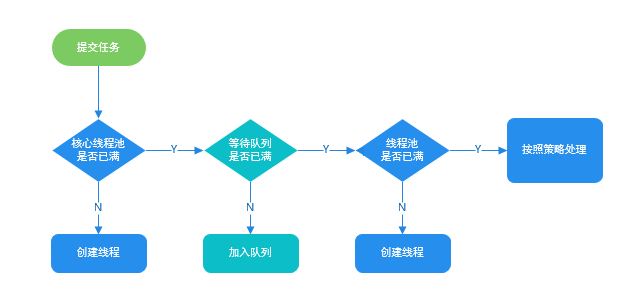 提交任务
核心线程池
是否已满
Y
等待队列
是否已满
Y
线程池
是否已满
Y
按照策略处理
N
N
N
创建线程
加入队列
创建线程